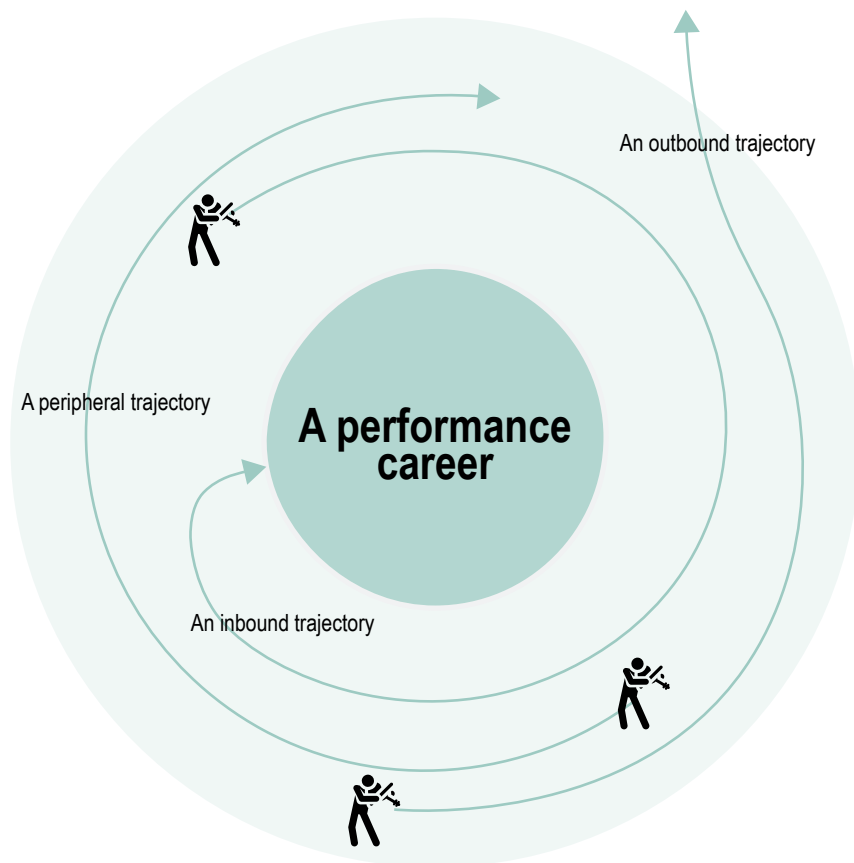 An outbound trajectory
A peripheral trajectory
A performance
career
An inbound trajectory